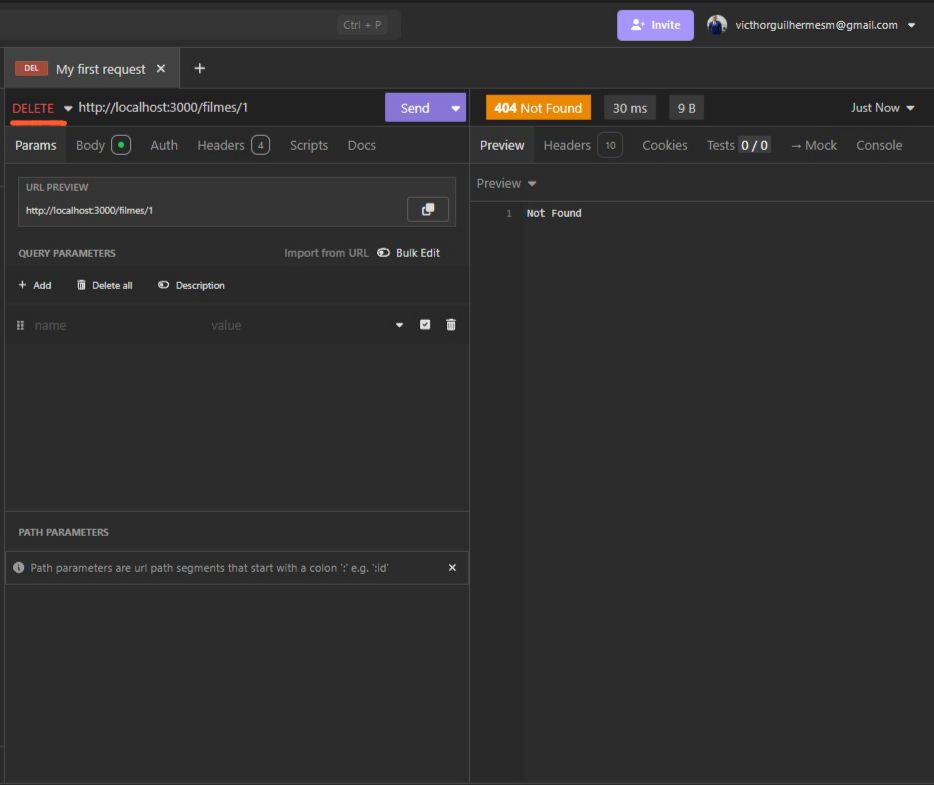 Ctrl + P
Invite
victhorguilhermesm@gmail.com
DEL My first request
DELETE http://localhost:3000/filmes/1 Send
404 Not Found 30 ms 9 B Just Now
Params Body Auth Headers 4 Scripts Docs
Preview Headers 10 Cookies Tests 0 / 0 → Mock Console
URL PREVIEW
http://localhost:3000/filmes/1
Preview
1 Not Found
QUERY PARAMETERS Import from URL Bulk Edit
+ Add Delete all Description
name value
PATH PARAMETERS
Path parameters are url path segments that start with a colon ':' e.g. ':id'